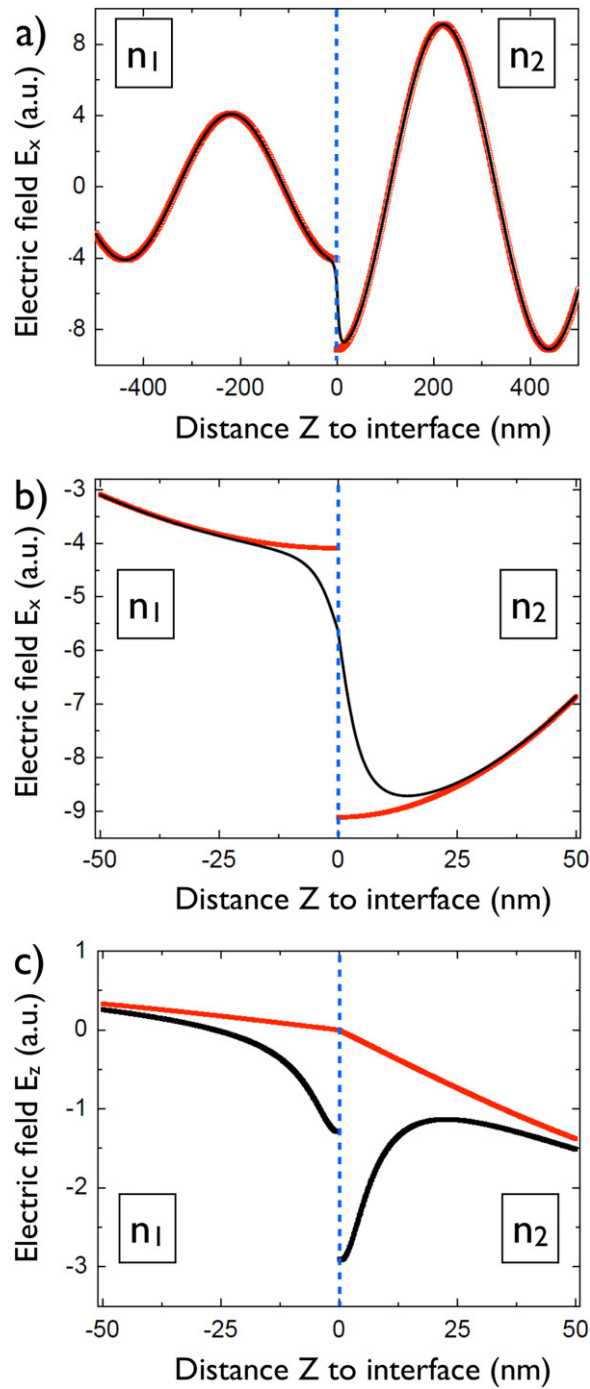 a)
n1
n2
Electric field Ex (a.u.)
8
4
0
-4
-8
-400
-200
0
200
400
Distance Z to interface (nm)
b)
n1
n2
Electric field Ex (a.u.)
-3
-4
-5
-6
-7
-8
-9
-50
-25
0
25
50
Distance Z to interface (nm)
c)
n1
n2
Electric field Ez (a.u.)
1
0
-1
-2
-3
-50
-25
0
25
50
Distance Z to interface (nm)